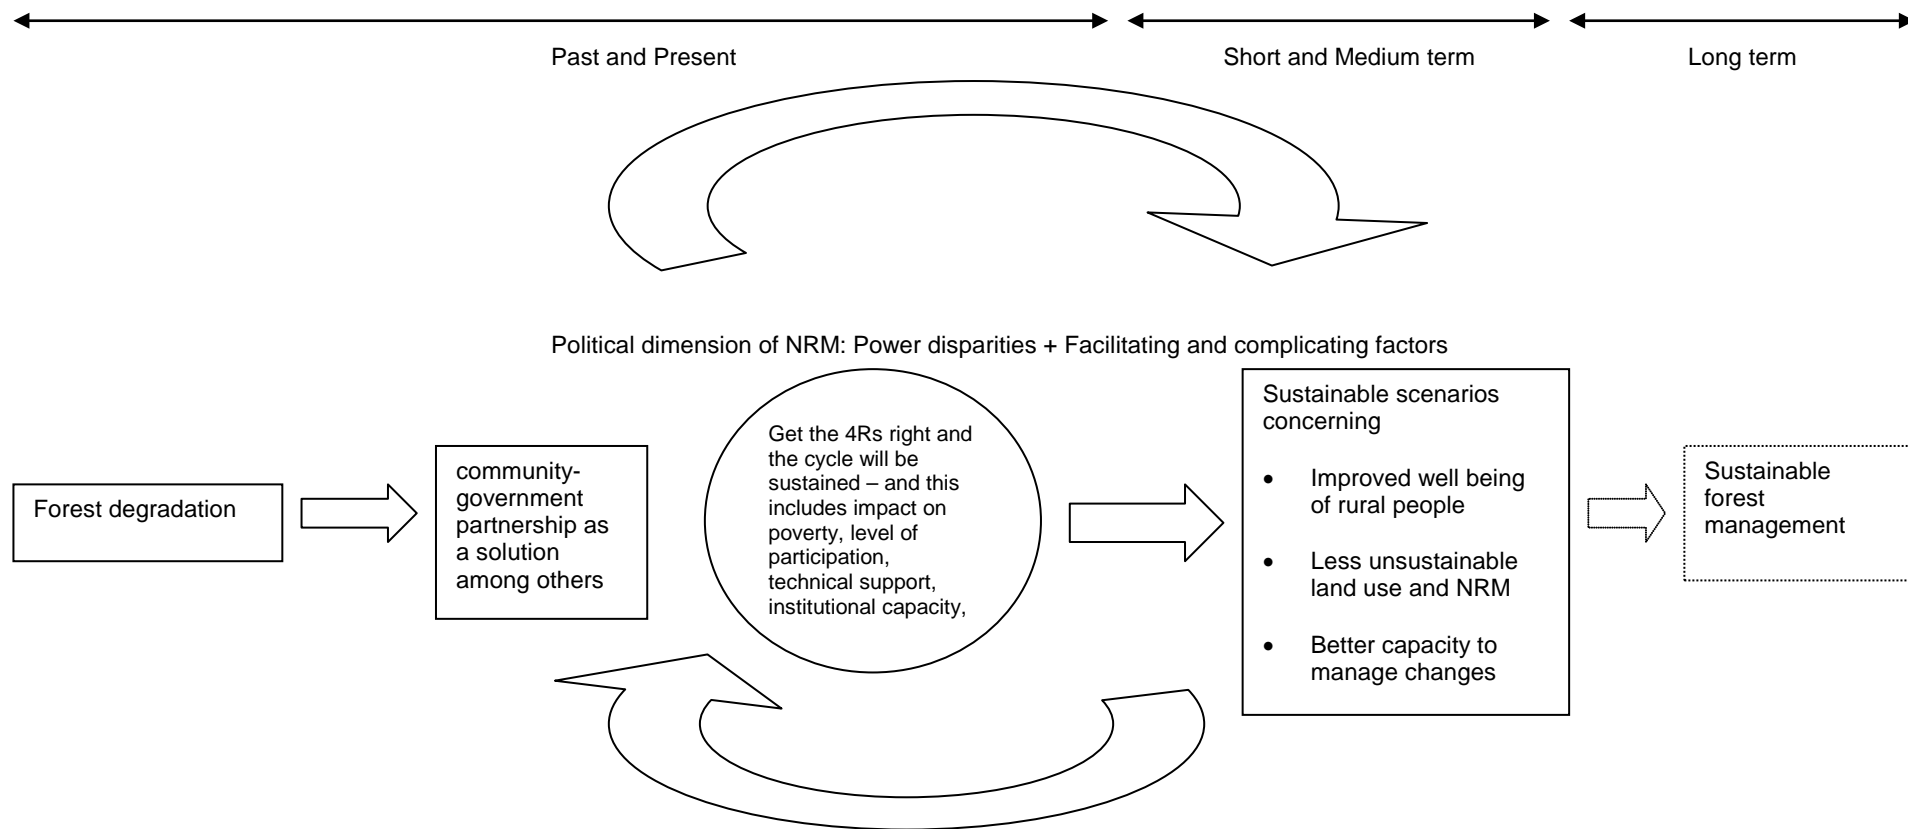 Past and Present
Short and Medium term
Long term
Political dimension of NRM: Power disparities + Facilitating and complicating factors
Forest degradation
community-
government
partnership as
a solution
among others
Get the 4Rs right and
the cycle will be
sustained – and this
includes impact on
poverty, level of
participation,
technical support,
institutional capacity,
Sustainable scenarios
concerning
• Improved well being
of rural people
• Less unsustainable
land use and NRM
• Better capacity to
manage changes
Sustainable
forest
management